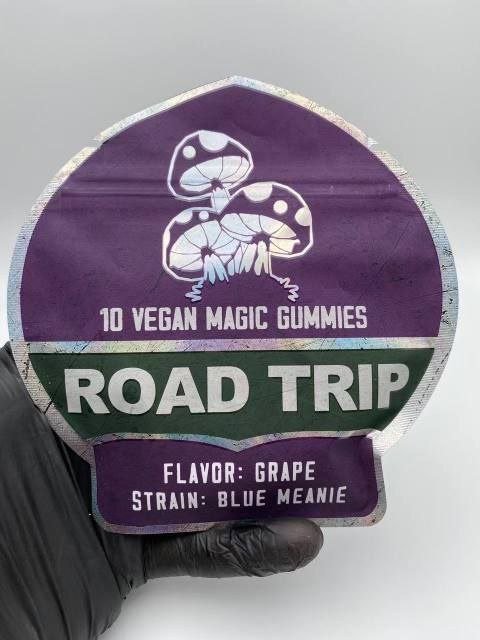 10 VEGAN MAGIC GUMMIES
ROAD TRIP
FLAVOR: GRAPE
STRAIN: BLUE MEANIE